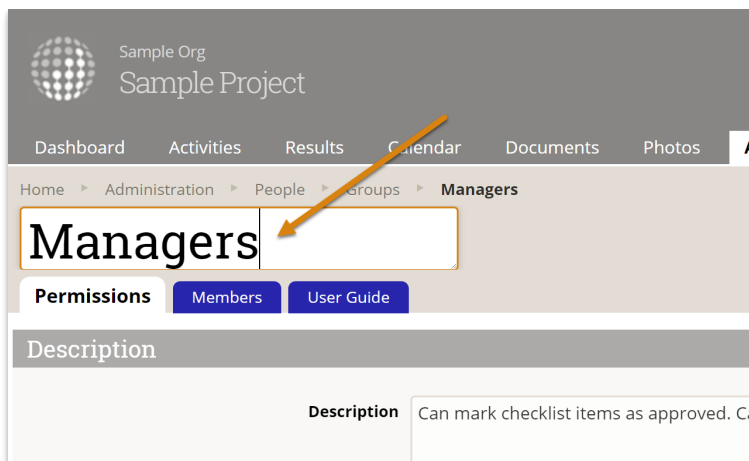 Sample Org
Sample Project
Dashboard Activities Results Calendar Documents Photos
Home Administration People Groups Managers
Managers
Permissions Members User Guide
Description
Description Can mark checklist items as approved.